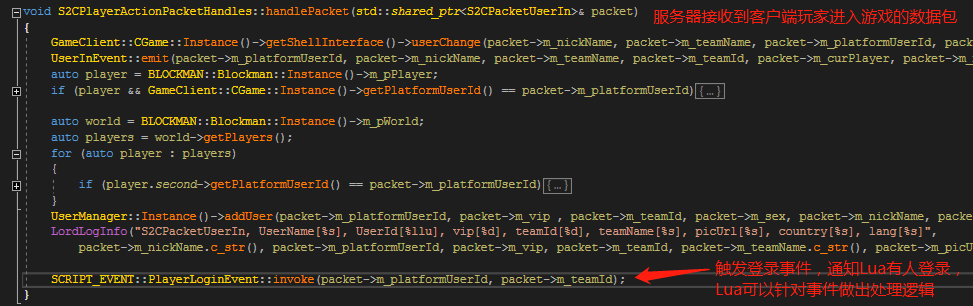 void S2CPlayerActionPacketHandles::handlePacket(std::shared_ptr<S2CPacketUserIn>& packet)
服务器接收到客户端玩家进入游戏的数据包
{
GameClient::CGame::Instance()->getShellInterface()->userChange(packet->m_nickName, packet->m_teamName, packet->m_platformUserId, pack
UserInEvent::emit(packet->m_platformUserId, packet->m_nickName, packet->m_teamName, packet->m_teamId, packet->m_curPlayer, packet->m_
auto player = BLOCKMAN::Blockman::Instance()->m_pPlayer;
if (player && GameClient::CGame::Instance()->getPlatformUserId() == packet->m_platformUserId){...}
auto world = BLOCKMAN::Blockman::Instance()->m_pWorld;
auto players = world->getPlayers();
for (auto player : players)
{
if (player.second->getPlatformUserId() == packet->m_platformUserId){...}
}
UserManager::Instance()->addUser(packet->m_platformUserId, packet->m_vip , packet->m_teamId, packet->m_sex, packet->m_nickName, packe
LordLogInfo("S2CPacketUserIn, UserName[%s], UserId[%llu], vip[%d], teamId[%d], teamName[%s], picUrl[%s], country[%s], lang[%s]",
packet->m_nickName.c_str(), packet->m_platformUserId, packet->m_vip, packet->m_teamId, packet->m_teamName.c_str(), packet->m_picU
SCRIPT_EVENT::PlayerLoginEvent::invoke(packet->m_platformUserId, packet->m_teamId);
触发登录事件，通知Lua有人登录，
Lua可以针对事件做出处理逻辑
}